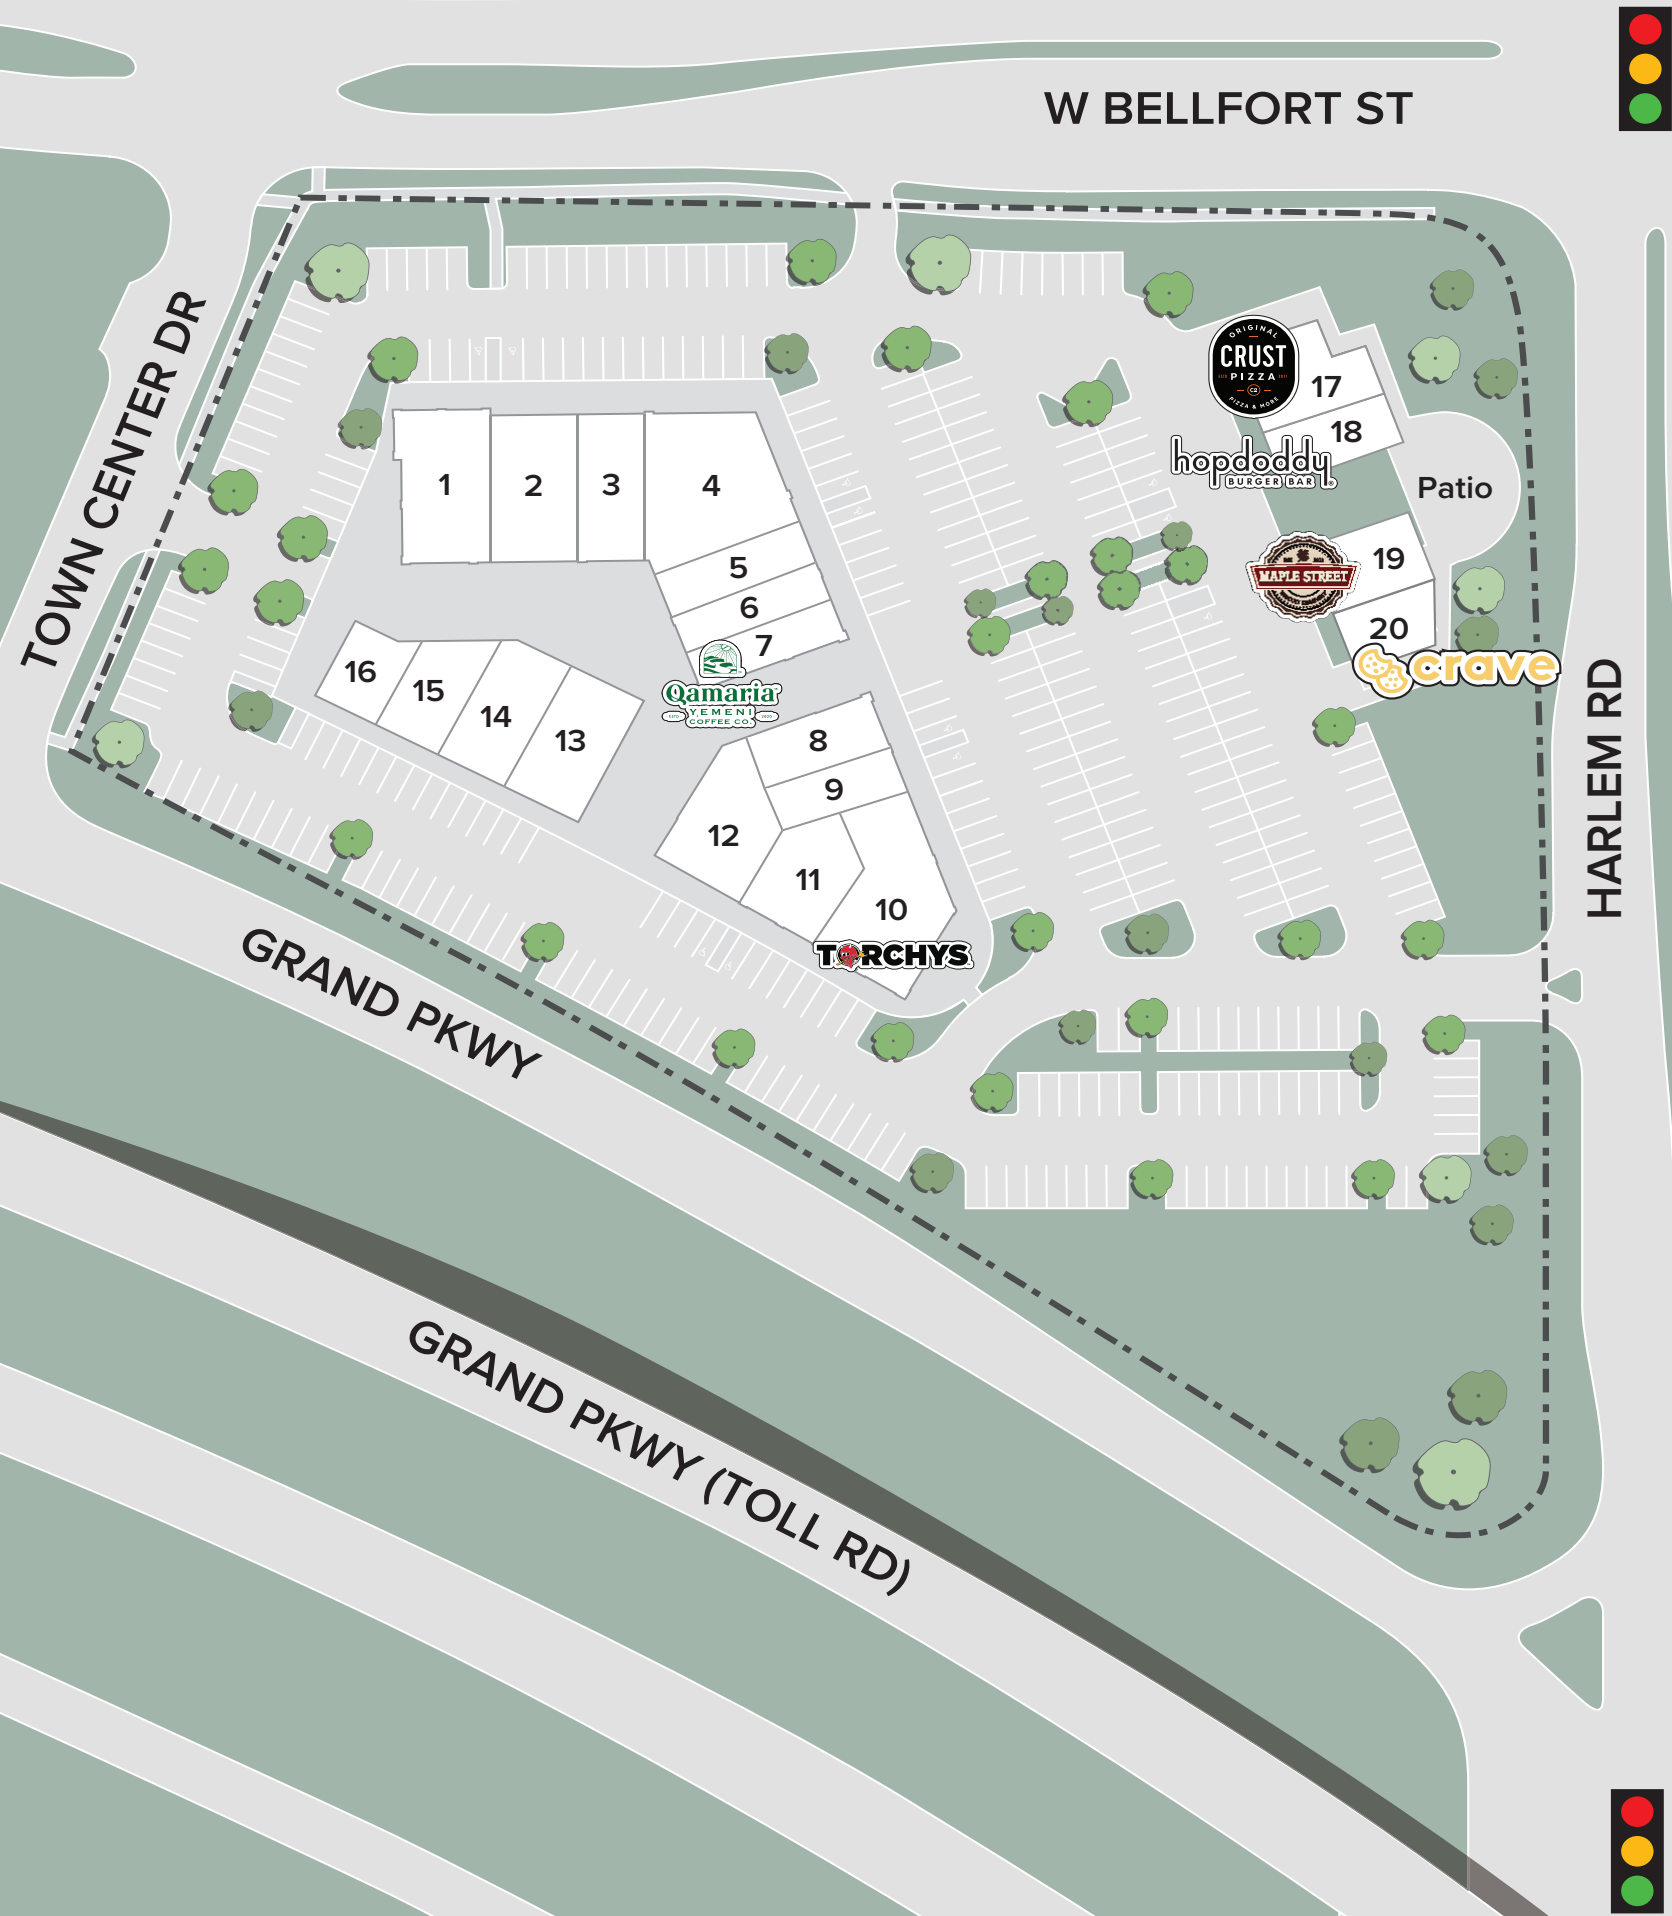 W BELLFORT ST
TOWN CENTER DR
HARLEM RD
GRAND PKWY
GRAND PKWY (TOLL RD)
1
2
3
4
5
6
7
Qamaria
YEMENI
COFFEE CO.
8
9
10
TORCHYS
11
12
13
14
15
16
ORIGINAL
CRUST
PIZZA
C2
PIZZA & MORE
17
18
hopdoddy
BURGER BAR
Patio
19
MAPLE STREET
20
crave